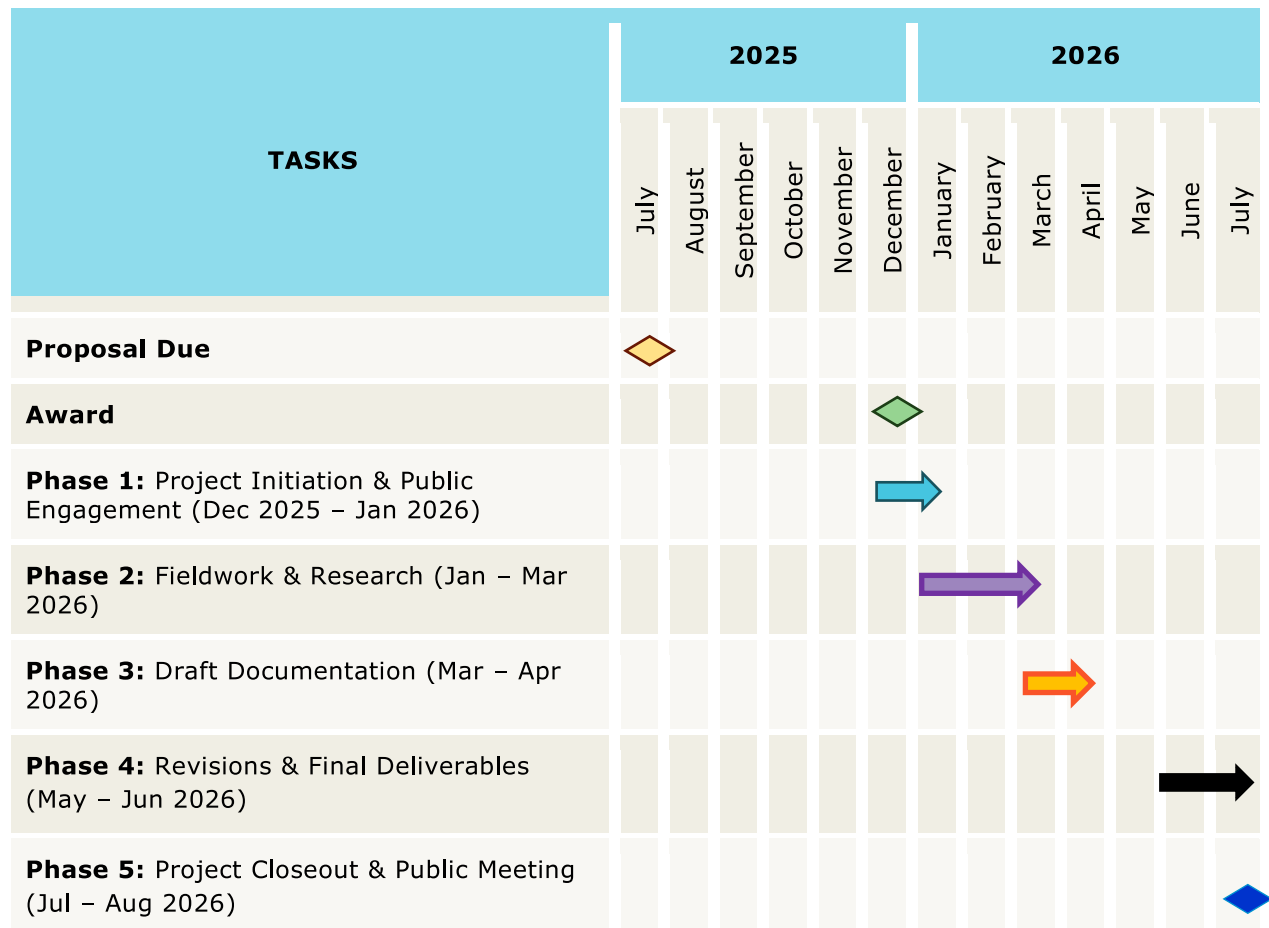 2025
2026
TASKS
July
August
September
October
November
December
January
February
March
April
May
June
July
Proposal Due
Award
Phase 1: Project Initiation & Public
Engagement (Dec 2025 – Jan 2026)
Phase 2: Fieldwork & Research (Jan – Mar
2026)
Phase 3: Draft Documentation (Mar – Apr
2026)
Phase 4: Revisions & Final Deliverables
(May – Jun 2026)
Phase 5: Project Closeout & Public Meeting
(Jul – Aug 2026)